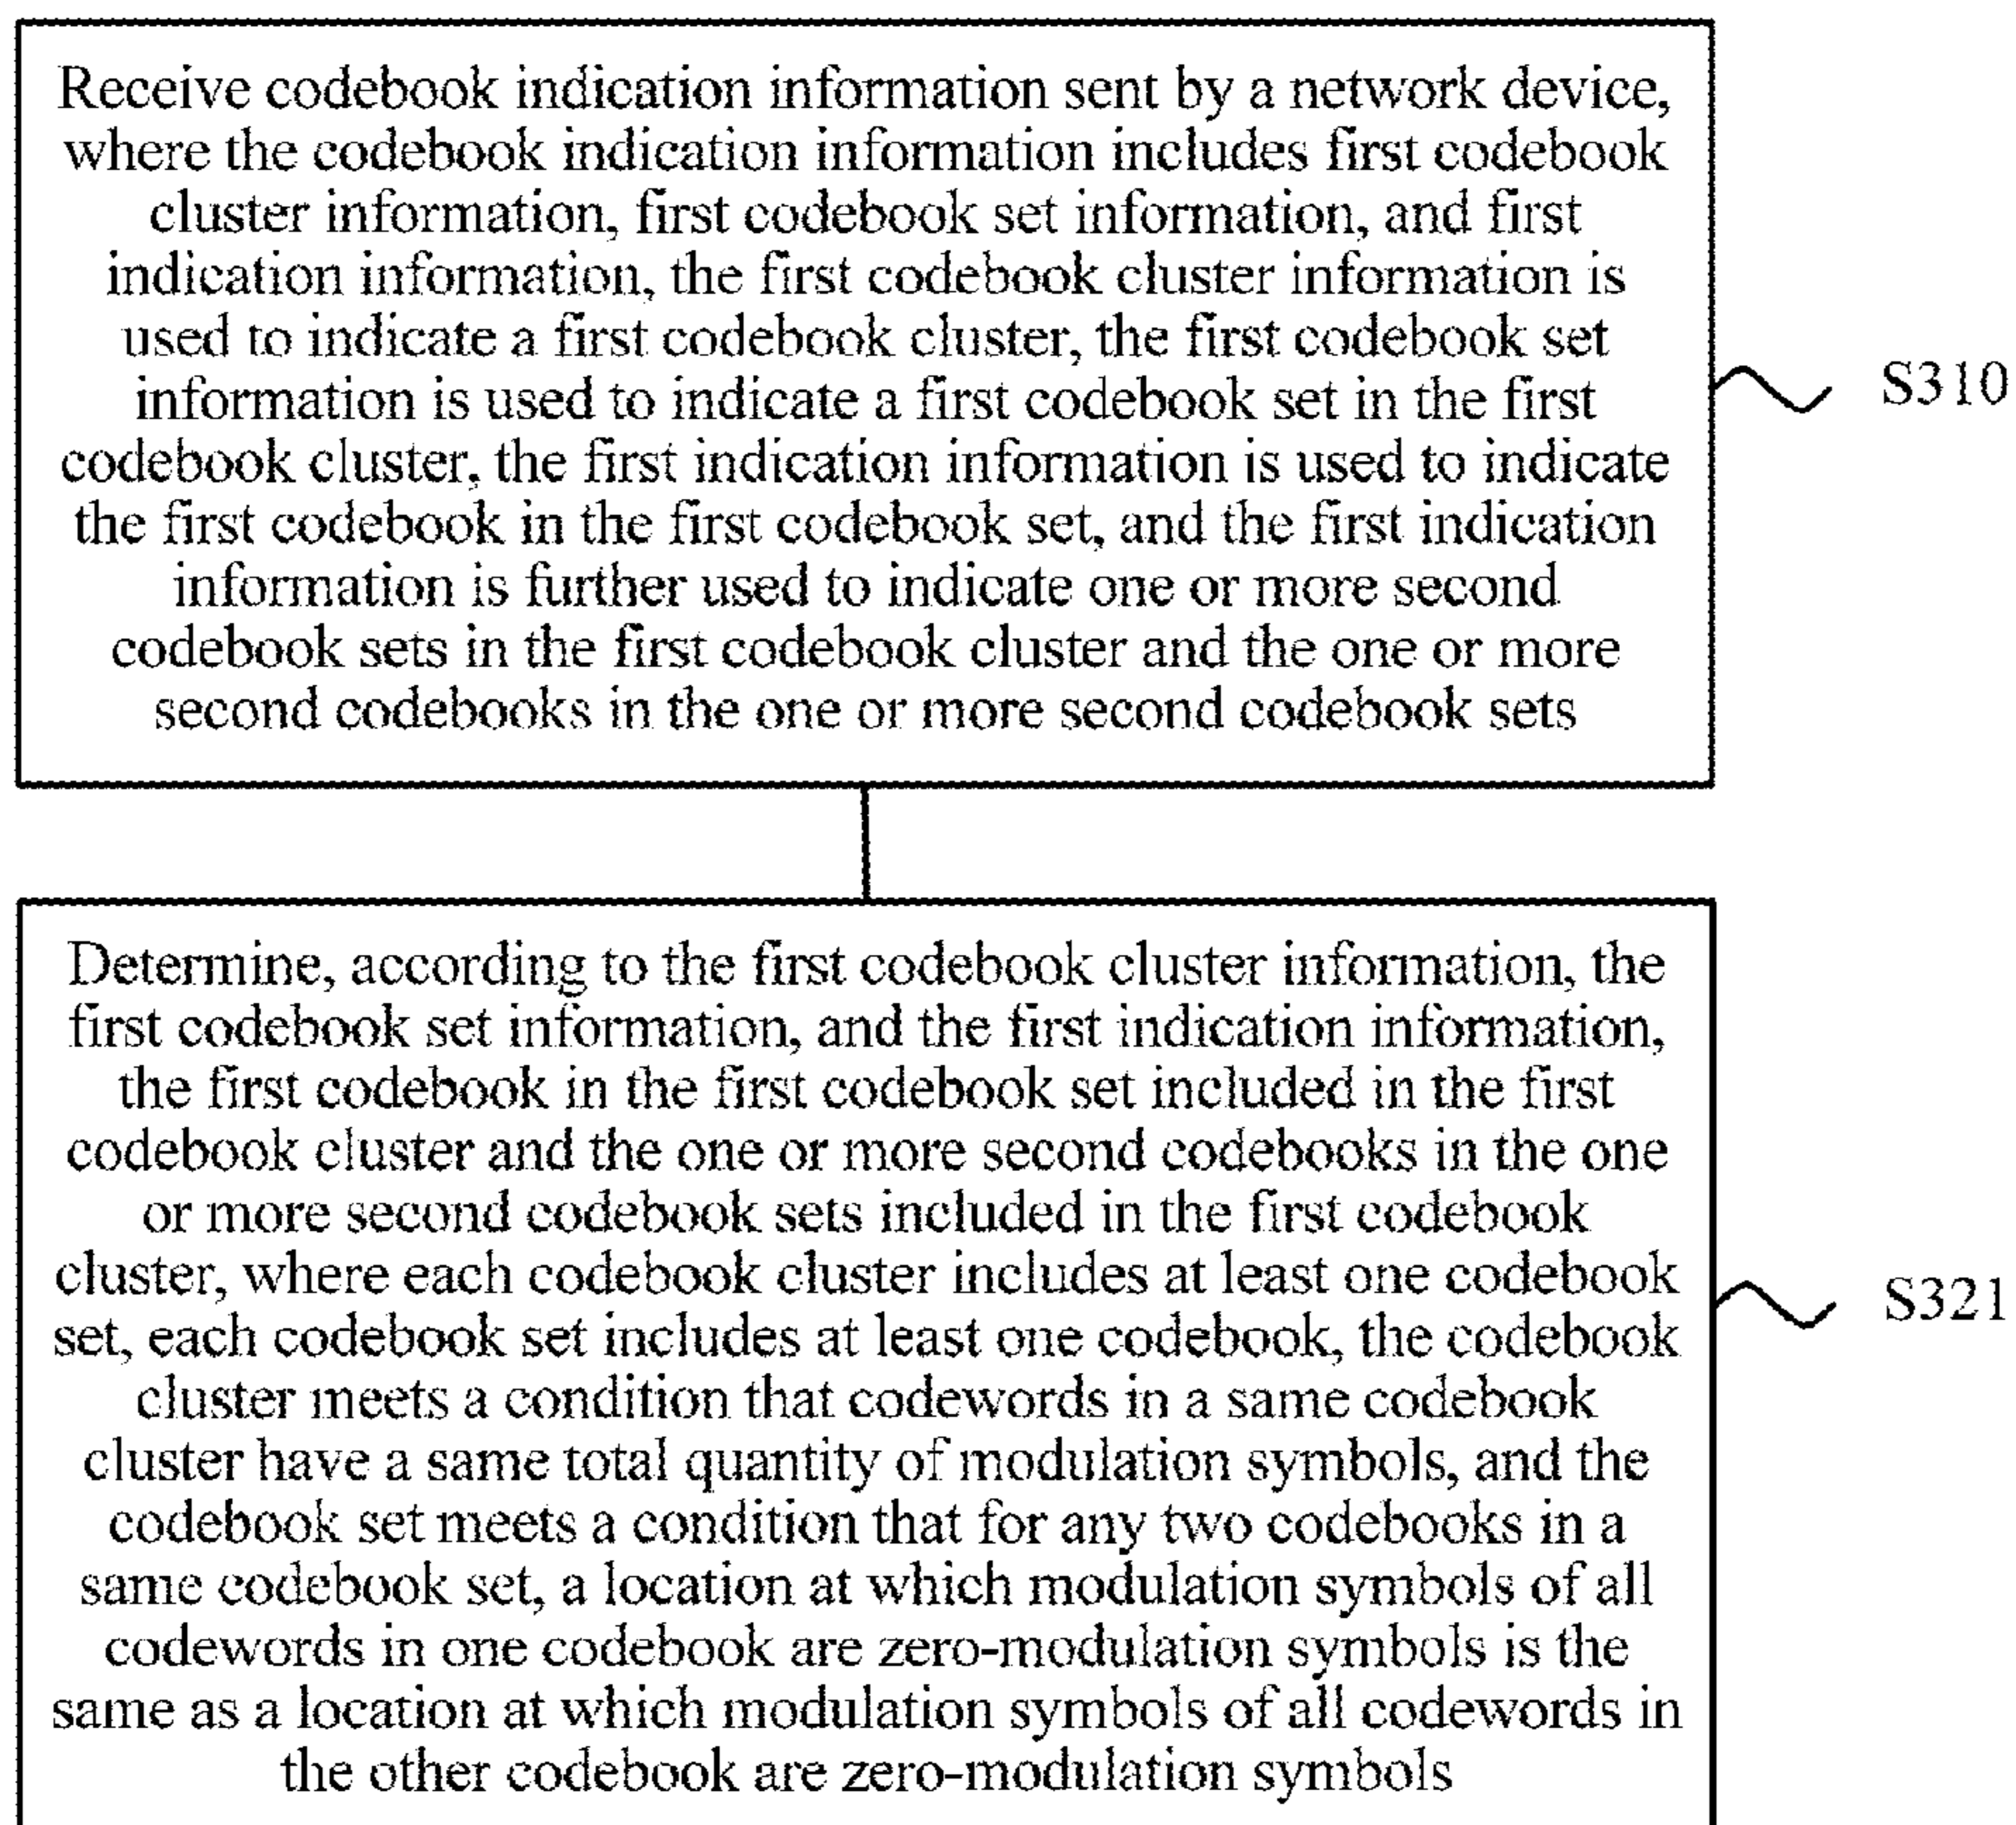 Receive codebook indication information sent by a network device,
where the codebook indication information includes first codebook
cluster information, first codebook set information, and first
indication information, the first codebook cluster information is
used to indicate a first codebook cluster, the first codebook set
information is used to indicate a first codebook set in the first
codebook cluster, the first indication information is used to indicate
the first codebook in the first codebook set, and the first indication
information is further used to indicate one or more second
codebook sets in the first codebook cluster and the one or more
second codebooks in the one or more second codebook sets
S310
Determine, according to the first codebook cluster information, the
first codebook set information, and the first indication information,
the first codebook in the first codebook set included in the first
codebook cluster and the one or more second codebooks in the one
or more second codebook sets included in the first codebook
cluster, where each codebook cluster includes at least one codebook
set, each codebook set includes at least one codebook, the codebook
cluster meets a condition that codewords in a same codebook
cluster have a same total quantity of modulation symbols, and the
codebook set meets a condition that for any two codebooks in a
same codebook set, a location at which modulation symbols of all
codewords in one codebook are zero-modulation symbols is the
same as a location at which modulation symbols of all codewords in
the other codebook are zero-modulation symbols
S321